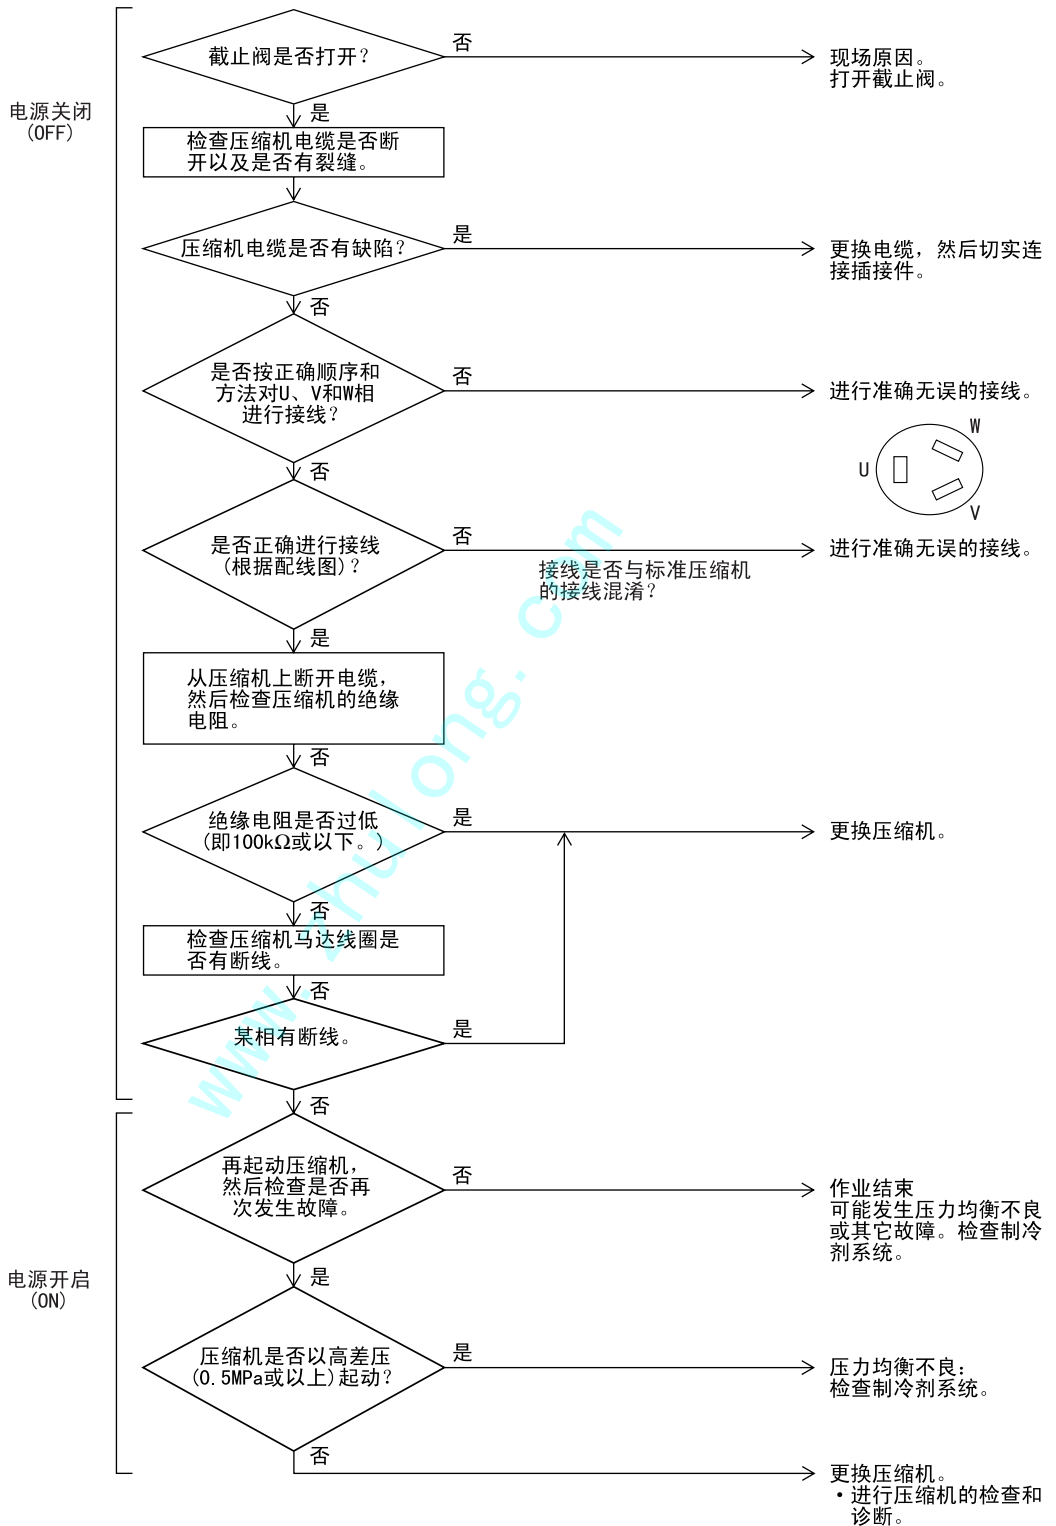 截止阀是否打开？
否
现场原因。
打开截止阀。
电源关闭
(OFF)
是
检查压缩机电缆是否断
开以及是否有裂缝。
压缩机电缆是否有缺陷？
是
更换电缆，然后切实连
接插接件。
否
是否按正确顺序和
方法对U、V和W相
进行接线？
否
进行准确无误的接线。
W
U
V
否
是否正确进行接线
(根据配线图)？
否
进行准确无误的接线。
接线是否与标准压缩机
的接线混淆？
是
从压缩机上断开电缆，
然后检查压缩机的绝缘
电阻。
否
绝缘电阻是否过低
(即100kΩ或以下。)
是
更换压缩机。
否
检查压缩机马达线圈是
否有断线。
否
某相有断线。
是
否
再起动压缩机，
然后检查是否再
次发生故障。
否
作业结束
可能发生压力均衡不良
或其它故障。检查制冷
剂系统。
电源开启
(ON)
是
压缩机是否以高差压
(0.5MPa或以上)起动？
是
压力均衡不良：
检查制冷剂系统。
否
更换压缩机。
・进行压缩机的检查和
诊断。
www.zhulong.com